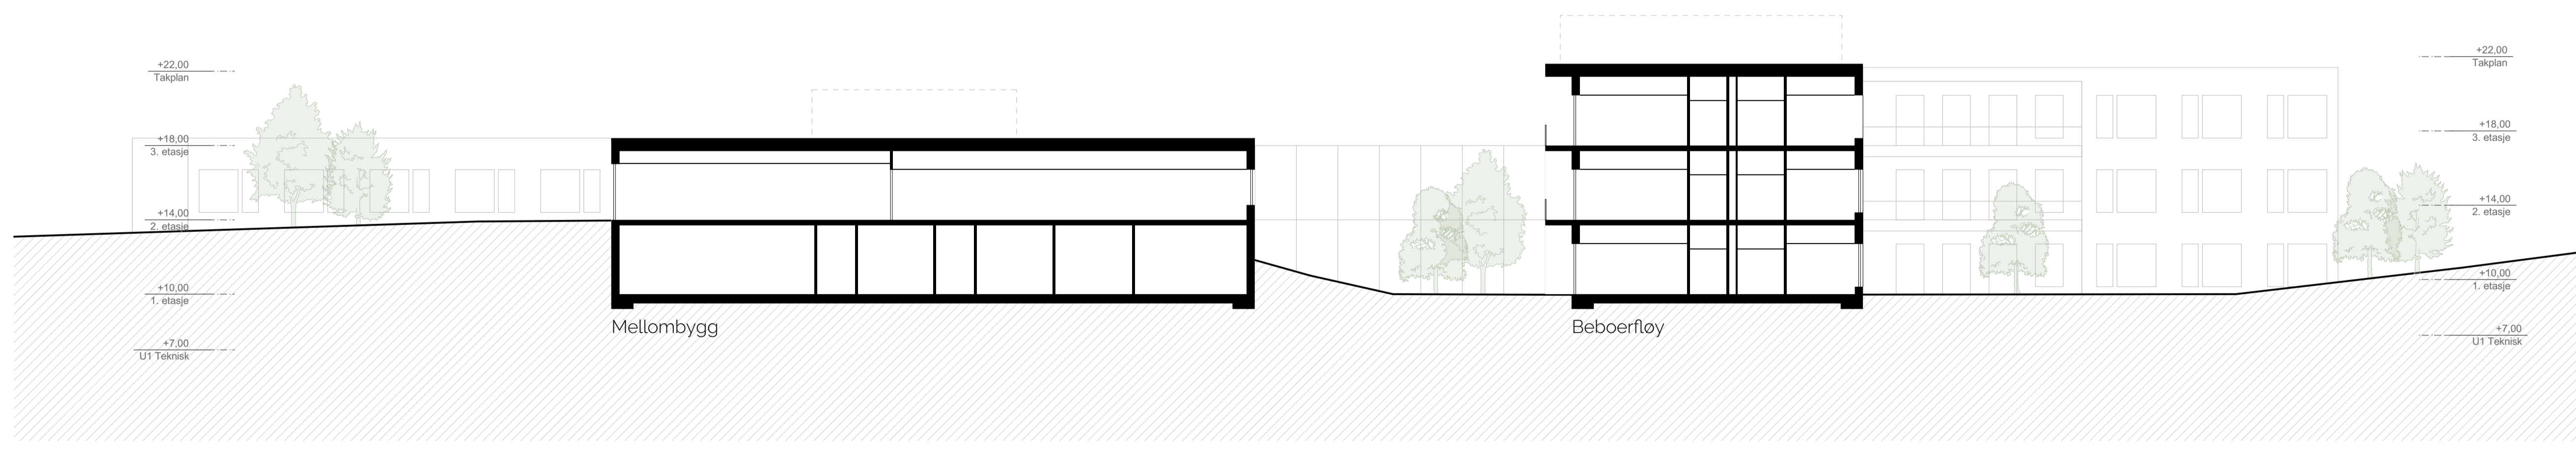 +22,00
Takplan
+18,00
3. etasje
+14,00
2. etasje
+10,00
1. etasje
+7,00
U1 Teknisk
Mellombygg
Beboerfløy
+22,00
Takplan
+18,00
3. etasje
+14,00
2. etasje
+10,00
1. etasje
+7,00
U1 Teknisk